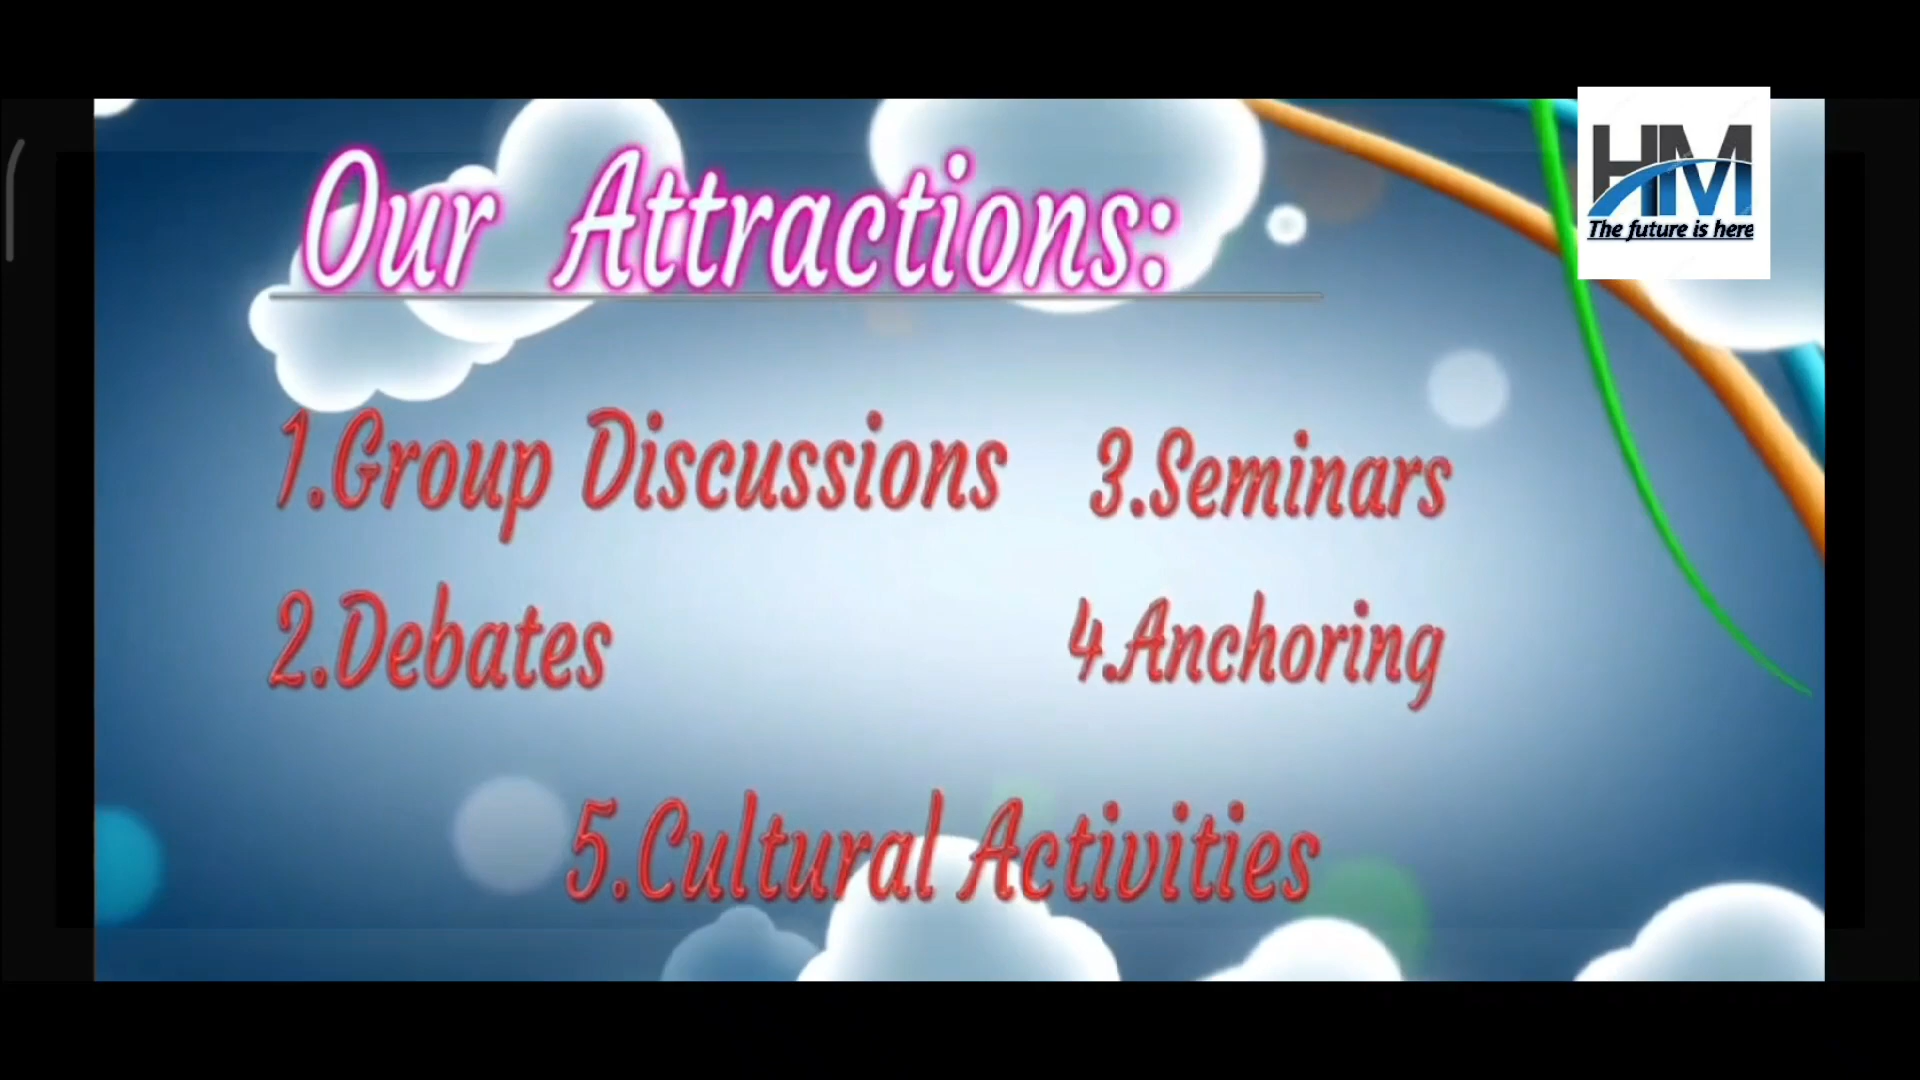 HM
The future is here
Our Attractions:
1.Group Discussions
2.Debates
3.Seminars
4.Anchoring
5.Cultural Activities